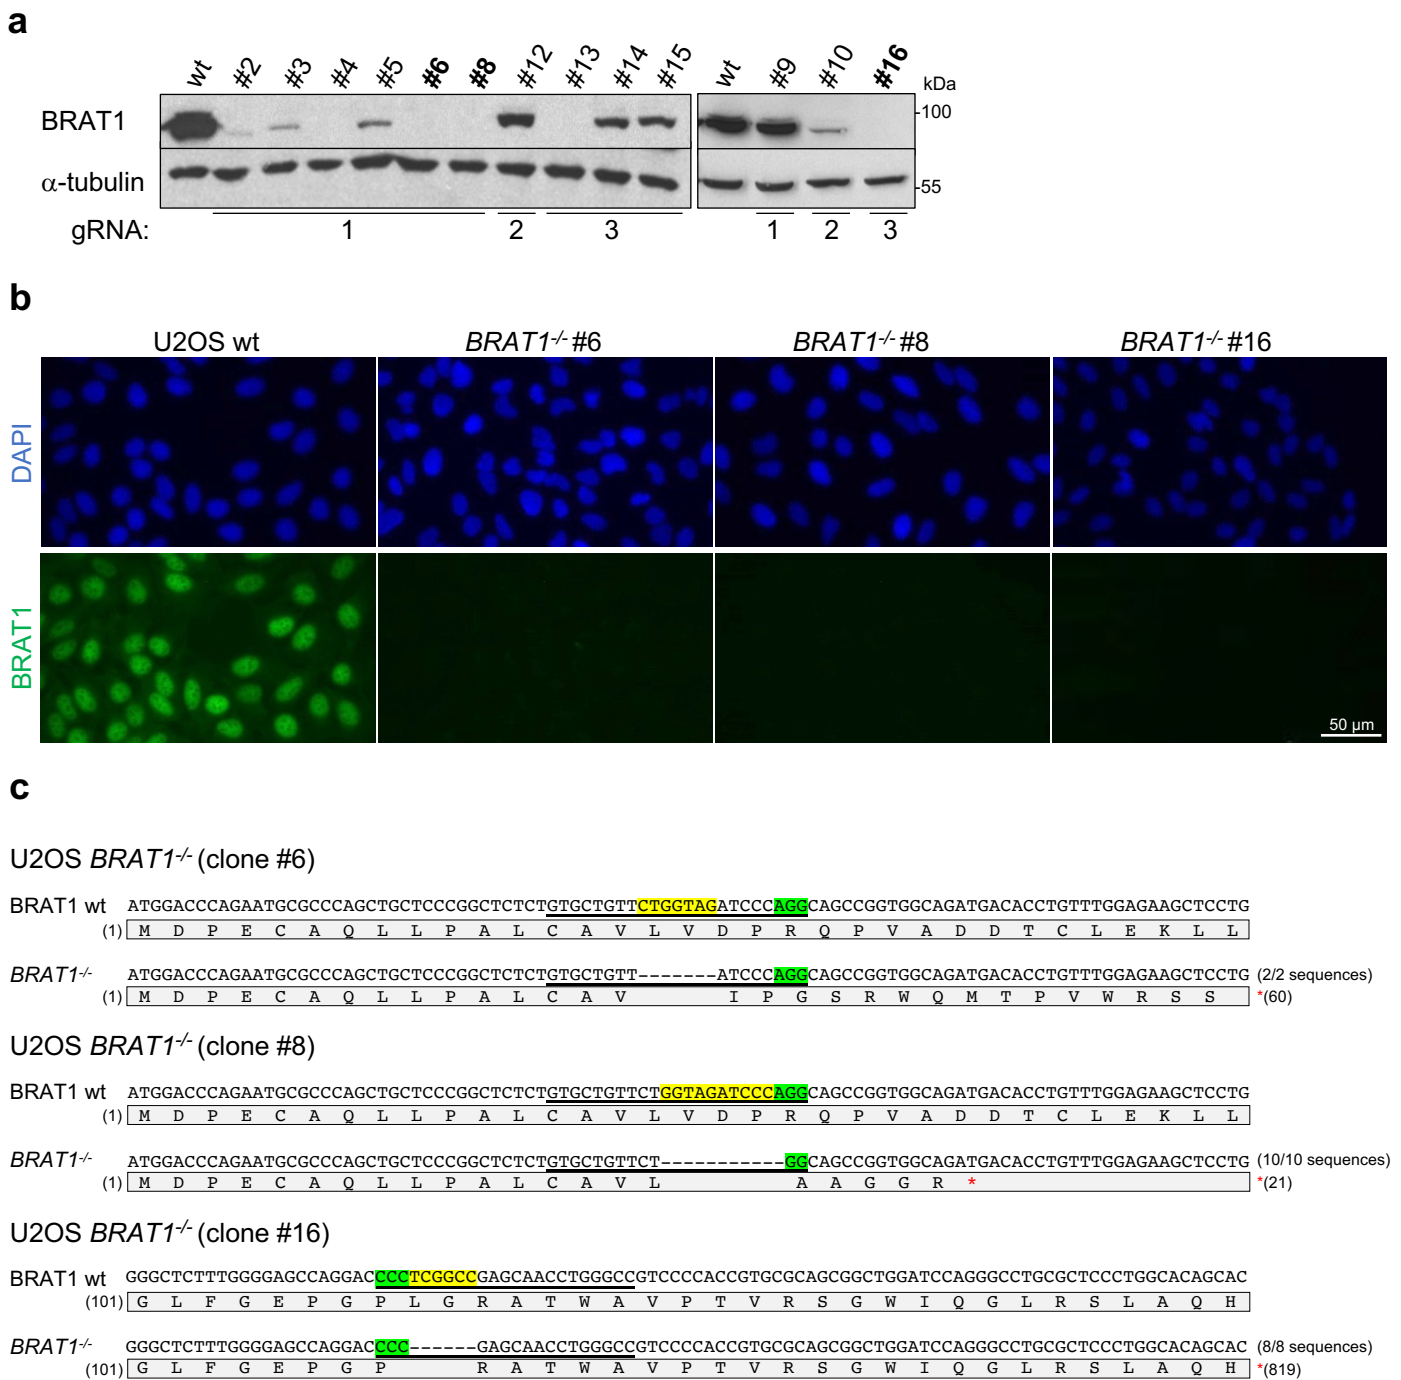 a
wt #2 #3 #4 #5 #6 #8 #12 #13 #14 #15 wt #9 #10 #16 kDa
BRAT1 -100
α-tubulin -55
gRNA: 1 2 3 1 2 3
b
U2OS wt BRAT1-/- #6 BRAT1-/- #8 BRAT1-/- #16
DAPI
BRAT1
50 µm
c
U2OS BRAT1-/- (clone #6)
BRAT1 wt ATGGACCCAGAATGCGCCCAGCTGCTCCCGGCTCTCTGTGCTGTTCTGGTAGATCCCAGGCAGCCGGTGGCAGATGACACCTGTTTGGAGAAGCTCCTG
(1) M D P E C A Q L L P A L C A V L V D P R Q P V A D D T C L E K L L
BRAT1-/- ATGGACCCAGAATGCGCCCAGCTGCTCCCGGCTCTCTGTGCTGTT-------ATCCCAGGCAGCCGGTGGCAGATGACACCTGTTTGGAGAAGCTCCTG (2/2 sequences)
(1) M D P E C A Q L L P A L C A V I P G S R W Q M T P V W R S S *(60)
U2OS BRAT1-/- (clone #8)
BRAT1 wt ATGGACCCAGAATGCGCCCAGCTGCTCCCGGCTCTCTGTGCTGTTCTGGTAGATCCCAGGCAGCCGGTGGCAGATGACACCTGTTTGGAGAAGCTCCTG
(1) M D P E C A Q L L P A L C A V L V D P R Q P V A D D T C L E K L L
BRAT1-/- ATGGACCCAGAATGCGCCCAGCTGCTCCCGGCTCTCTGTGCTGTTCT-----------GGCAGCCGGTGGCAGATGACACCTGTTTGGAGAAGCTCCTG (10/10 sequences)
(1) M D P E C A Q L L P A L C A V L A A G G R * *(21)
U2OS BRAT1-/- (clone #16)
BRAT1 wt GGGCTCTTTGGGGAGCCAGGACCCCTCGGCCGAGCAACCTGGGCCGTCCCCACCGTGCGCAGCGGCTGGATCCAGGGCCTGCGCTCCCTGGCACAGCAC
(101) G L F G E P G P L G R A T W A V P T V R S G W I Q G L R S L A Q H
BRAT1-/- GGGCTCTTTGGGGAGCCAGGACCCC------GAGCAACCTGGGCCGTCCCCACCGTGCGCAGCGGCTGGATCCAGGGCCTGCGCTCCCTGGCACAGCAC (8/8 sequences)
(101) G L F G E P G P R A T W A V P T V R S G W I Q G L R S L A Q H *(819)